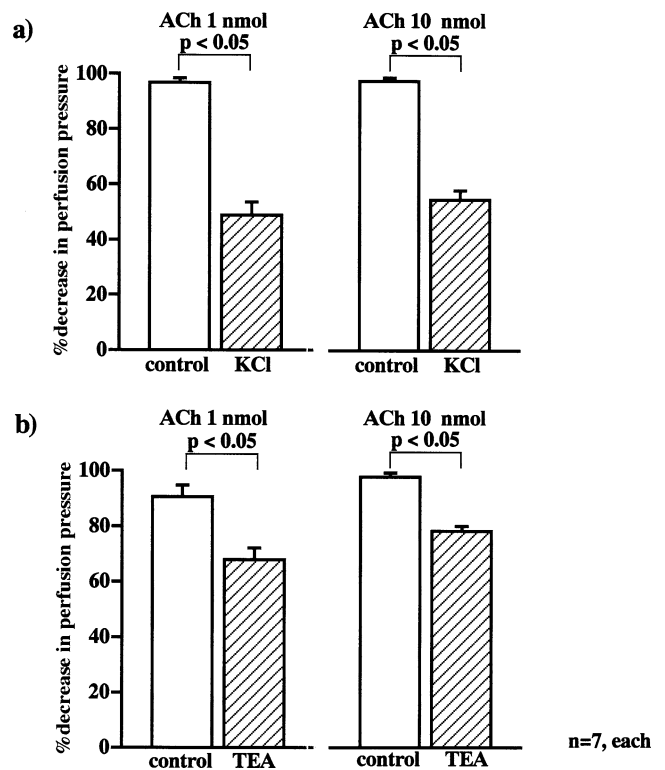 a)
ACh 1 nmol
p < 0.05
ACh 10 nmol
p < 0.05
%decrease in perfusion pressure
100
80
60
40
20
0
control KCl
control KCl
b)
ACh 1 nmol
p < 0.05
ACh 10 nmol
p < 0.05
%decrease in perfusion pressure
100
80
60
40
20
0
control TEA
control TEA
n=7, each